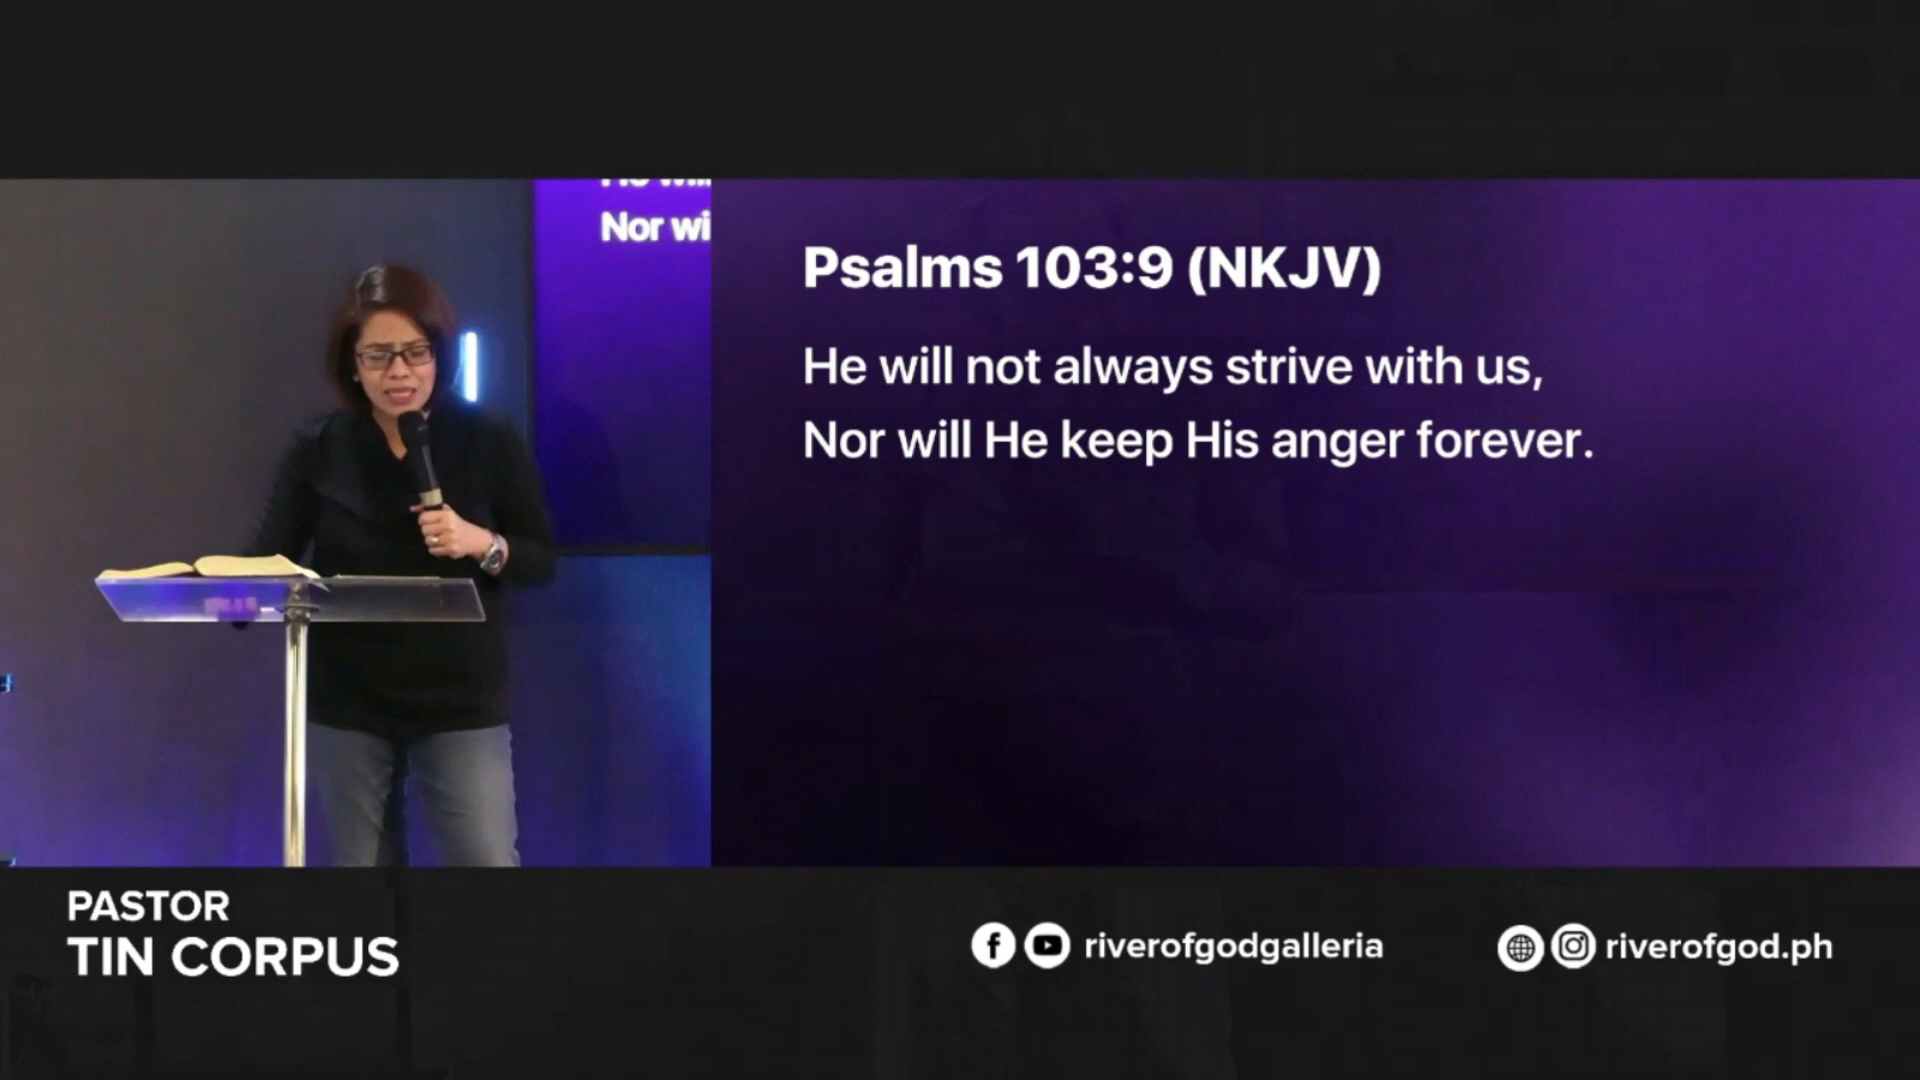 Nor wi
Psalms 103:9 (NKJV)
He will not always strive with us,
Nor will He keep His anger forever.
PASTOR
TIN CORPUS
riverofgodgalleria
riverofgod.ph